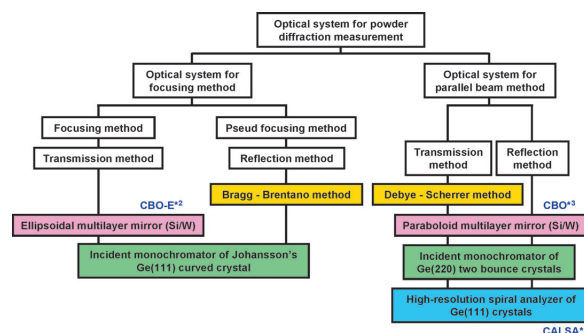 Optical system for powder
diffraction measurement
Optical system for
focusing method
Optical system for
parallel beam method
Focusing method
Pseud focusing method
Transmission method
Reflection method
Transmission
method
Reflection
method
CBO-E*2
Bragg - Brentano method
Debye - Scherrer method
CBO*3
Ellipsoidal multilayer mirror (Si/W)
Paraboloid multilayer mirror (Si/W)
Incident monochromator of Johansson's
Ge(111) curved crystal
Incident monochromator of
Ge(220) two bounce crystals
High-resolution spiral analyzer of
Ge(111) crystals
CALSA*